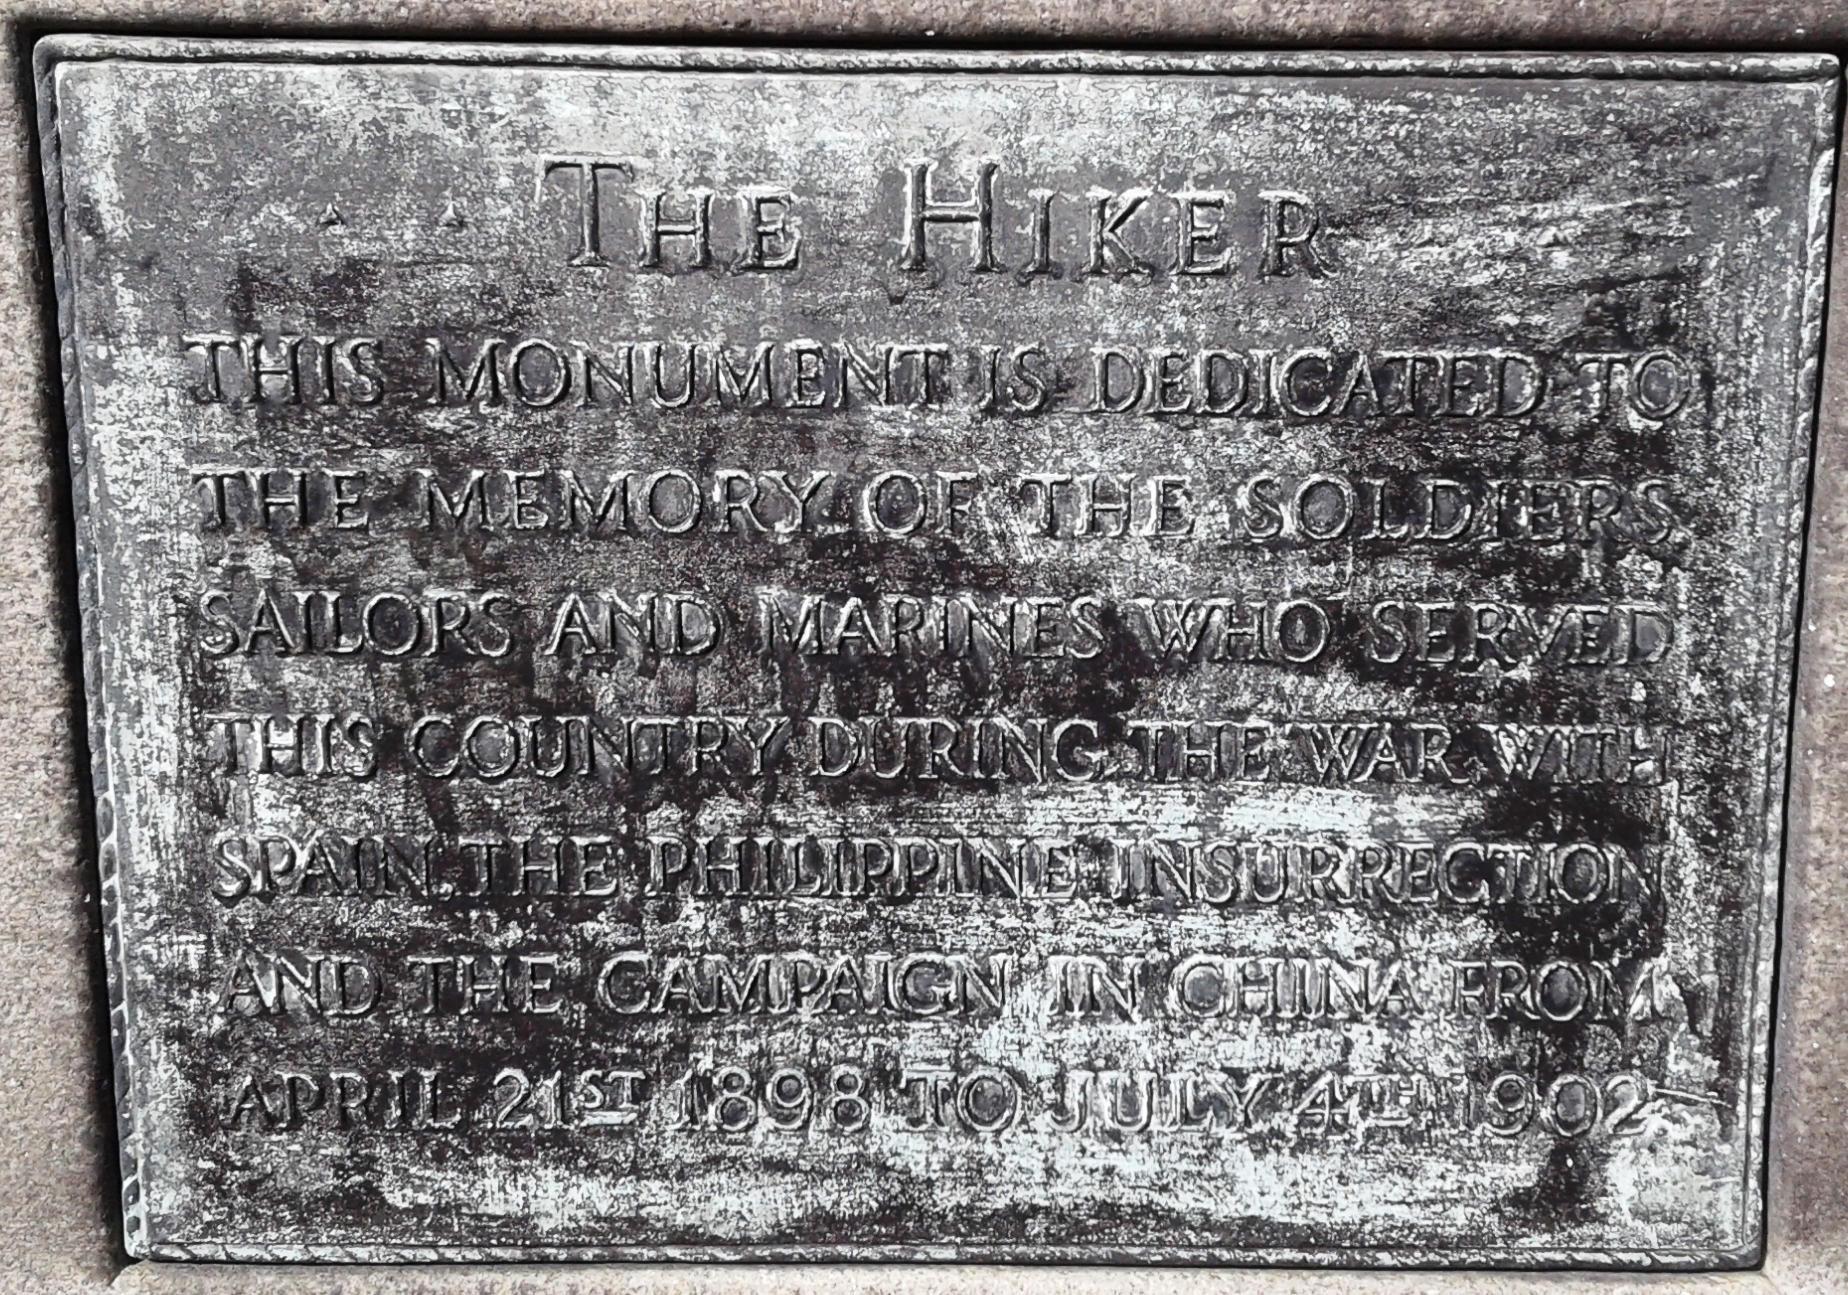 THE HIKER
THIS MONUMENT IS DEDICATED TO
THE MEMORY OF THE SOLDIERS
SAILORS AND MARINES WHO SERVED
THIS COUNTRY DURING THE WAR WITH
SPAIN, THE PHILIPPINE INSURRECTION
AND THE CAMPAIGN IN CHINA FROM
APRIL 21ST 1898 TO JULY 4TH 1902